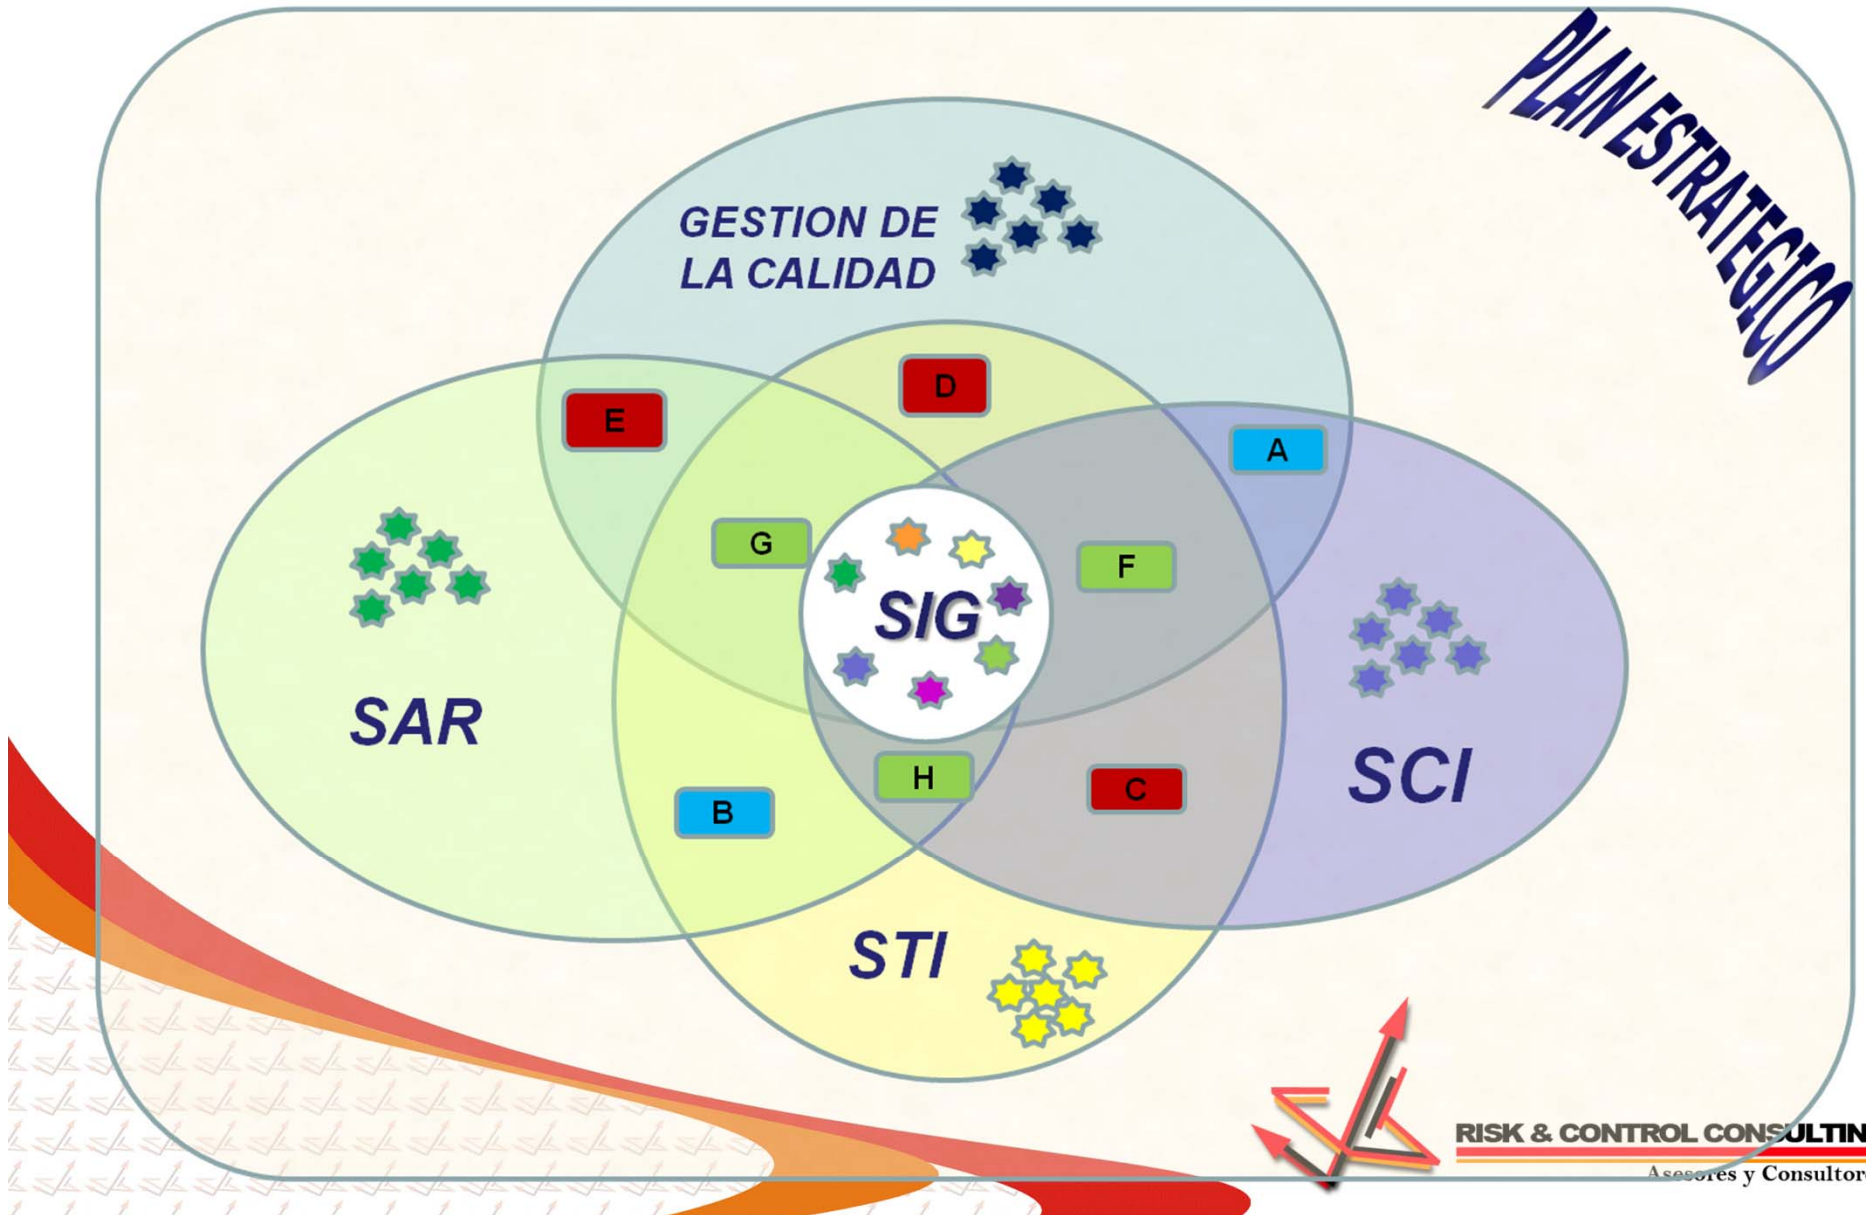 PLAN ESTRATEGICO
GESTION DE
LA CALIDAD
D
E
A
G
F
SIG
SAR
SCI
H
C
B
STI
RISK & CONTROL CONSULTIN
Asesores y Consultor